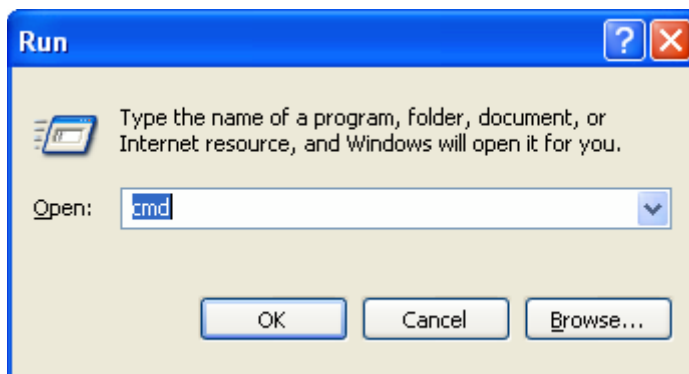 Run
Type the name of a program, folder, document, or
Internet resource, and Windows will open it for you.
Open: cmd
OK Cancel Browse...